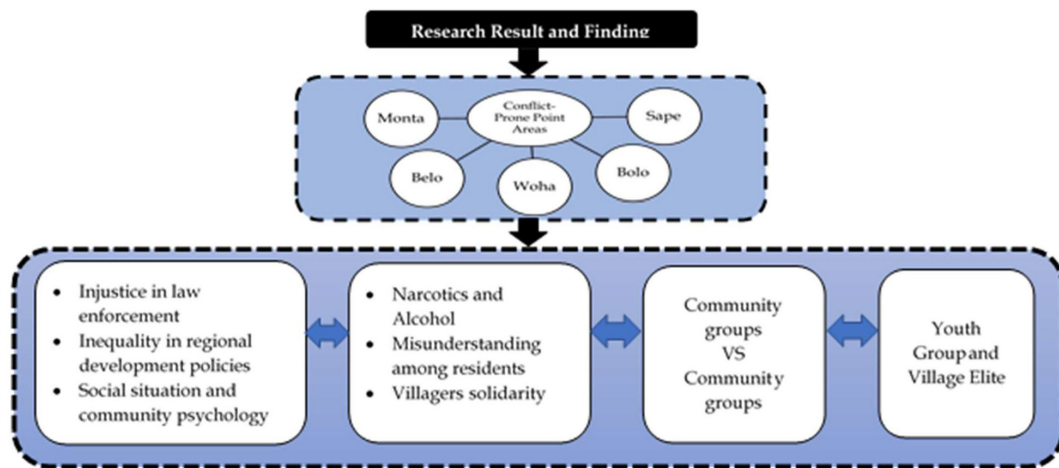 Research Result and Finding
Conflict-
Prone Point
Areas
Monta
Sape
Belo
Woha
Bolo
• Injustice in law
enforcement
• Inequality in regional
development policies
• Social situation and
community psychology
• Narcotics and
Alcohol
• Misunderstanding
among residents
• Villagers solidarity
Community
groups
VS
Community
groups
Youth
Group and
Village Elite